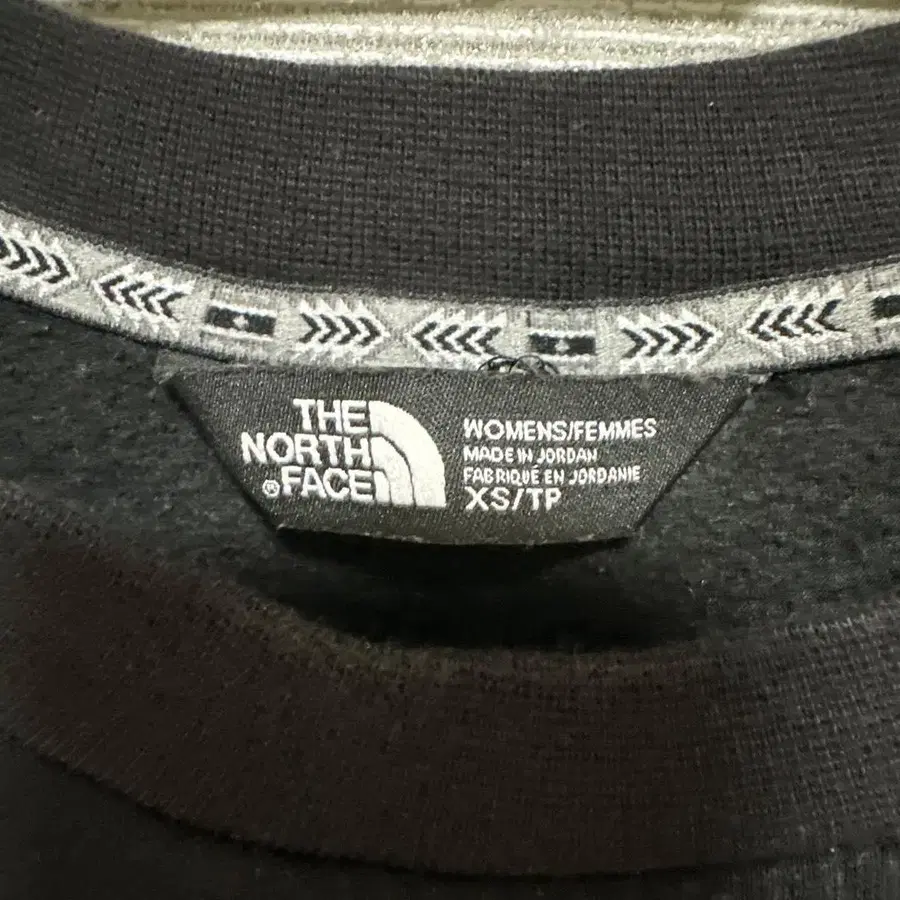 THE
NORTH
®FACE
WOMENS/FEMMES
MADE IN JORDAN
FABRIQUÉ EN JORDANIE
XS/TP